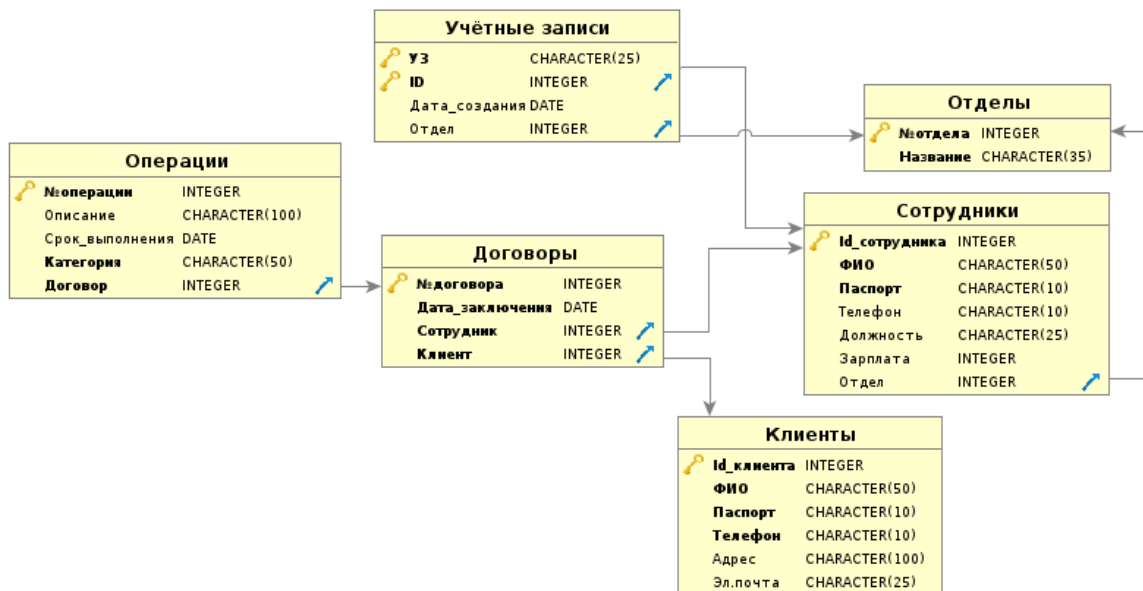 Учётные записи
УЗ CHARACTER(25)
ID INTEGER
Дата_создания DATE
Отдел INTEGER
Отделы
№отдела INTEGER
Название CHARACTER(35)
Операции
№операции INTEGER
Описание CHARACTER(100)
Срок_выполнения DATE
Категория CHARACTER(50)
Договор INTEGER
Договоры
№договора INTEGER
Дата_заключения DATE
Сотрудник INTEGER
Клиент INTEGER
Сотрудники
Id_сотрудника INTEGER
ФИО CHARACTER(50)
Паспорт CHARACTER(10)
Телефон CHARACTER(10)
Должность CHARACTER(25)
Зарплата INTEGER
Отдел INTEGER
Клиенты
Id_клиента INTEGER
ФИО CHARACTER(50)
Паспорт CHARACTER(10)
Телефон CHARACTER(10)
Адрес CHARACTER(100)
Эл.почта CHARACTER(25)